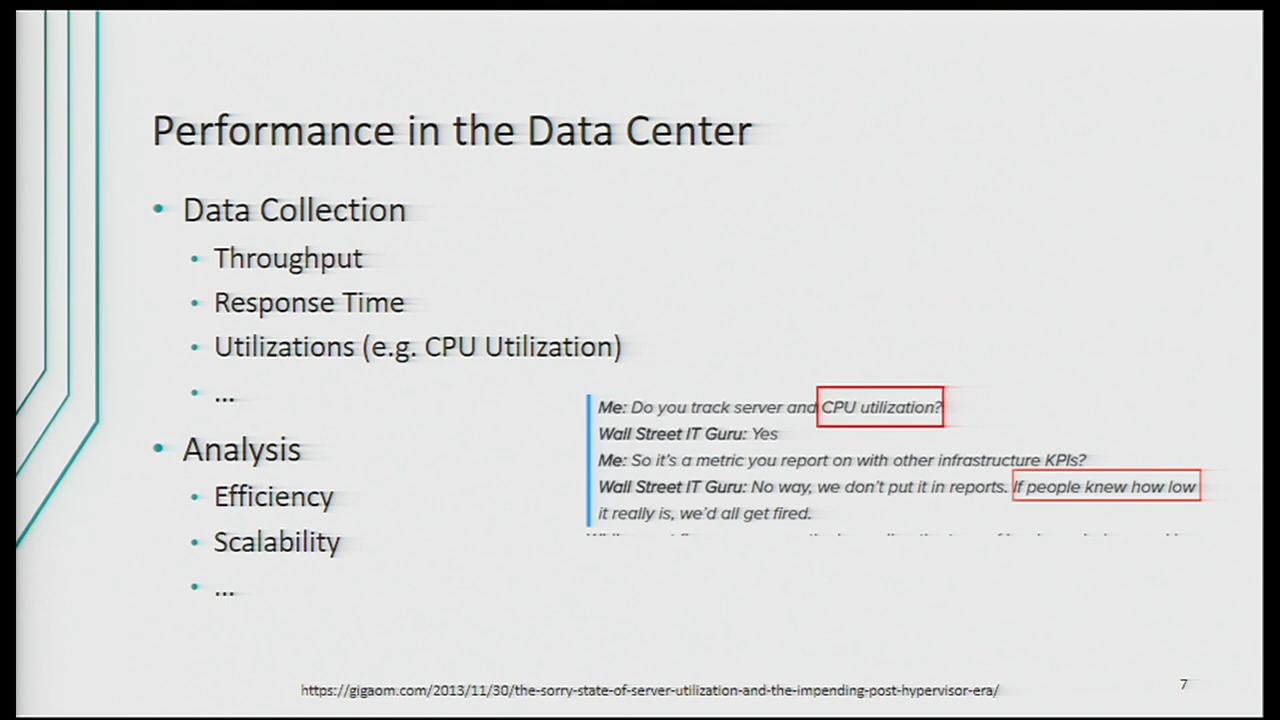 Performance in the Data Center
• Data Collection
• Throughput
• Response Time
• Utilizations (e.g. CPU Utilization)
• ...
• Analysis
• Efficiency
• Scalability
• ...
Me: Do you track server and CPU utilization?
Wall Street IT Guru: Yes
Me: So it's a metric you report on with other infrastructure KPIs?
Wall Street IT Guru: No way, we don't put it in reports. If people knew how low
it really is, we'd all get fired.
https://gigaom.com/2013/11/30/the-sorry-state-of-server-utilization-and-the-impending-post-hypervisor-era/
7